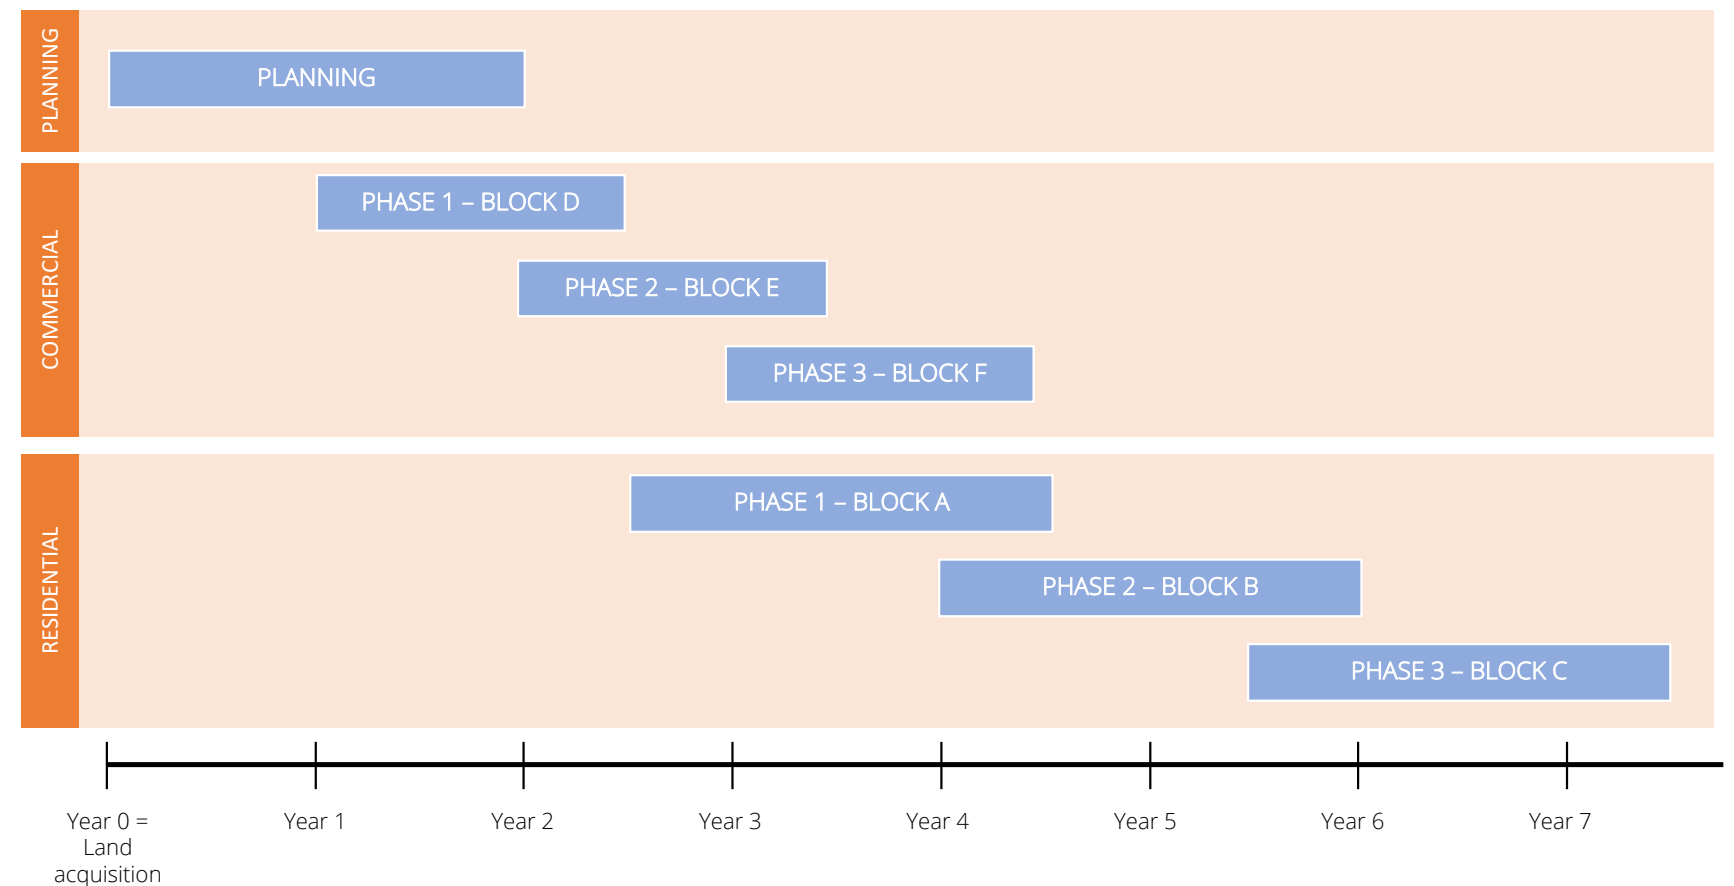 PLANNING
PLANNING
COMMERCIAL
PHASE 1 – BLOCK D
PHASE 2 – BLOCK E
PHASE 3 – BLOCK F
RESIDENTIAL
PHASE 1 – BLOCK A
PHASE 2 – BLOCK B
PHASE 3 – BLOCK C
Year 0 =
Land
acquisition
Year 1
Year 2
Year 3
Year 4
Year 5
Year 6
Year 7